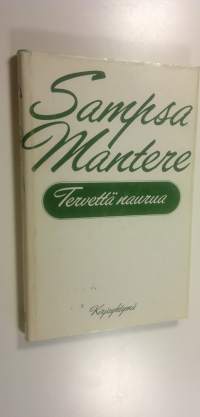 Sampsa
Mantere
Tervettä naurua
Kirjayhtymä